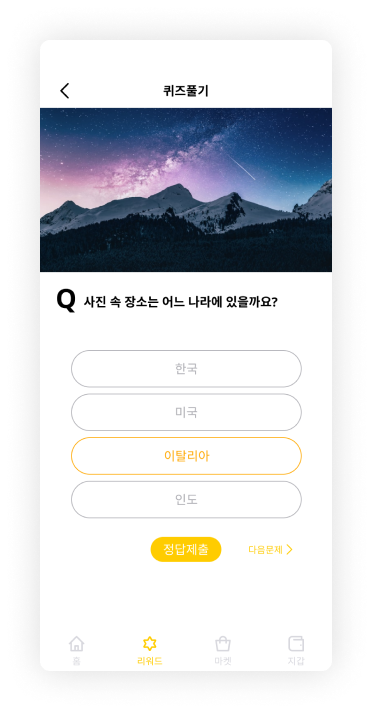 퀴즈풀기
Q 사진 속 장소는 어느 나라에 있을까요?
한국
미국
이탈리아
인도
정답제출
다음문제
홈
리워드
마켓
지갑